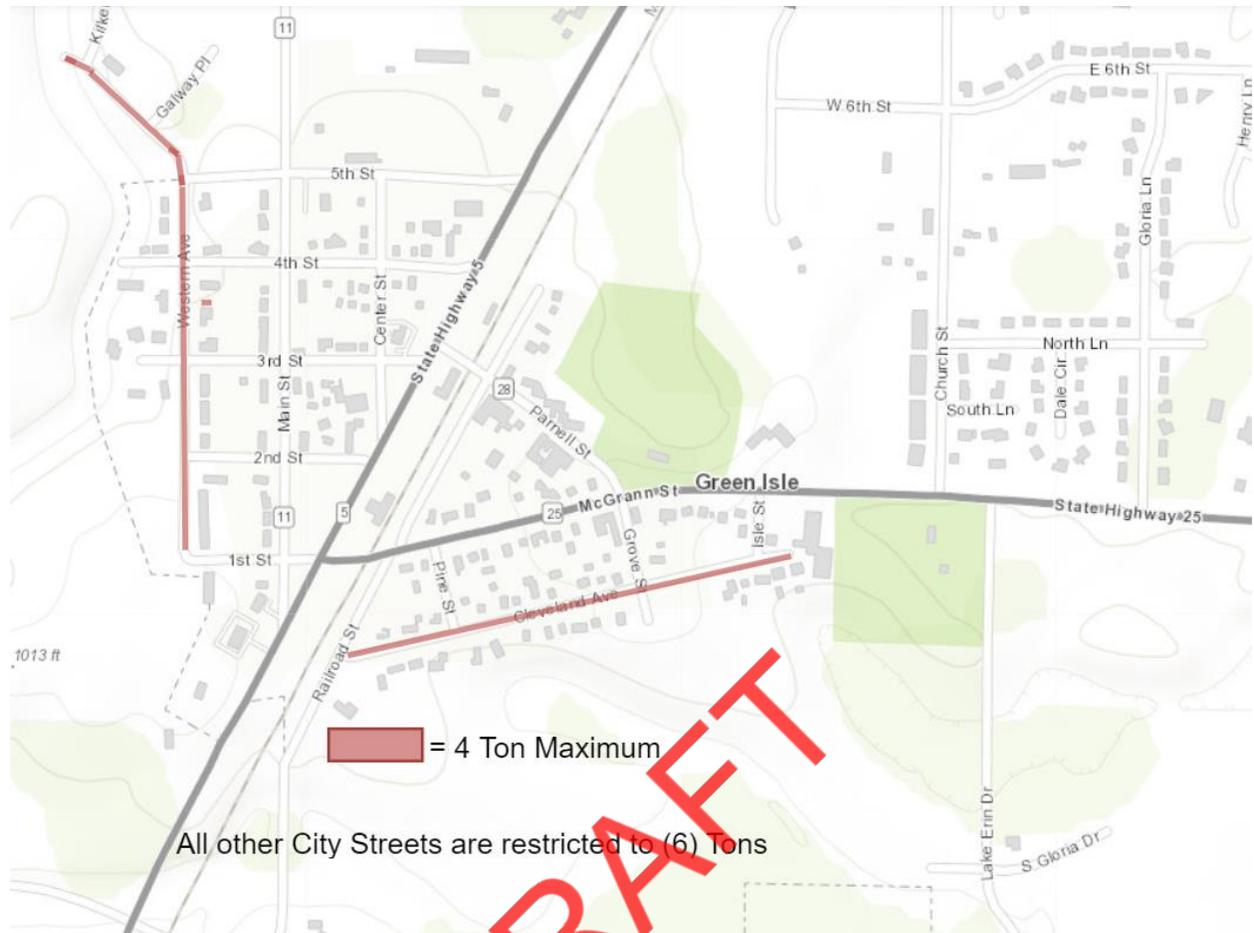 11
Galway Pl
E 6th St
W 6th St
Henry Ln
5th St
Gloria Ln
Western Ave
4th St
Center St
State Highway 5
3rd St
North Ln
Church St
Dale Cir
28
Main St
South Ln
Parnell St
2nd St
Green Isle
McGrann St
State Highway 25
5
25
11
Isle St
1st St
Grove St
Pine St
Cleveland Ave
1013 ft
Railroad St
= 4 Ton Maximum
Lake Erin Dr
All other City Streets are restricted to (6) Tons
S Gloria Dr